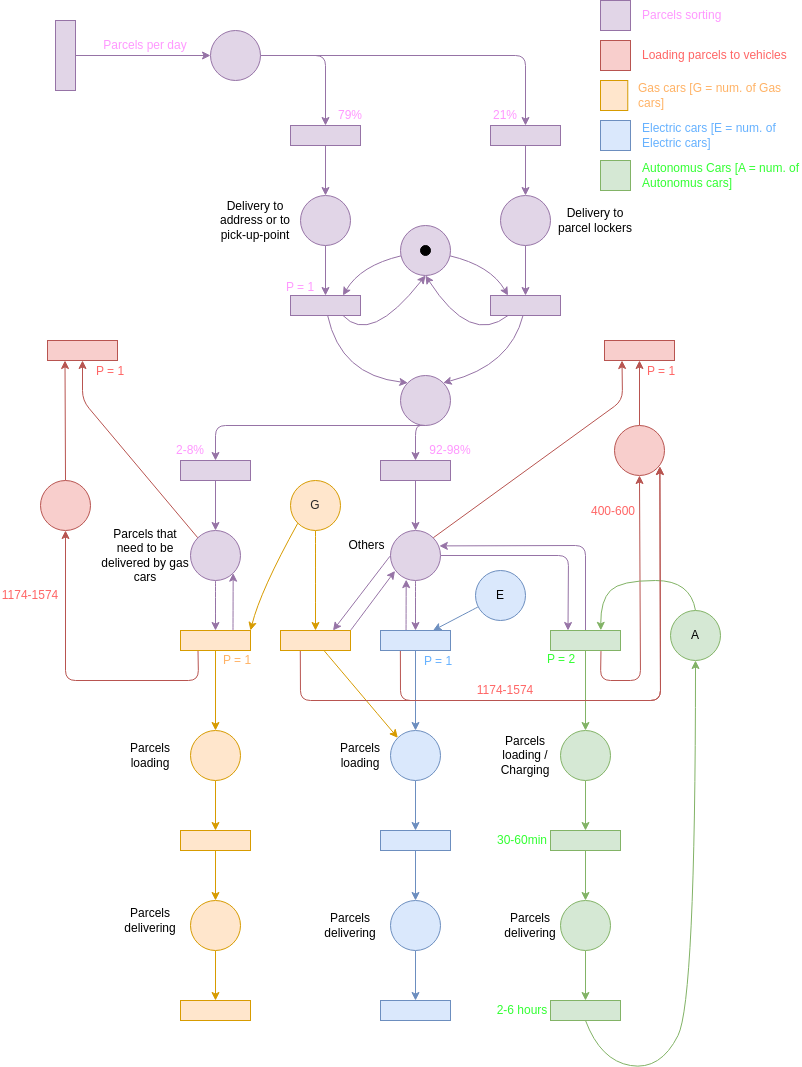 Parcels sorting
Parcels per day
Loading parcels to vehicles
Gas cars [G = num. of Gas
cars]
79%
21%
Electric cars [E = num. of
Electric cars]
Autonomus Cars [A = num. of
Autonomus cars]
Delivery to
address or to
pick-up-point
Delivery to
parcel lockers
P = 1
P = 1
P = 1
2-8%
92-98%
G
400-600
Parcels that
need to be
delivered by gas
cars
Others
1174-1574
E
A
P = 1
P = 1
P = 2
1174-1574
Parcels
loading
Parcels
loading
Parcels
loading /
Charging
30-60min
Parcels
delivering
Parcels
delivering
Parcels
delivering
2-6 hours